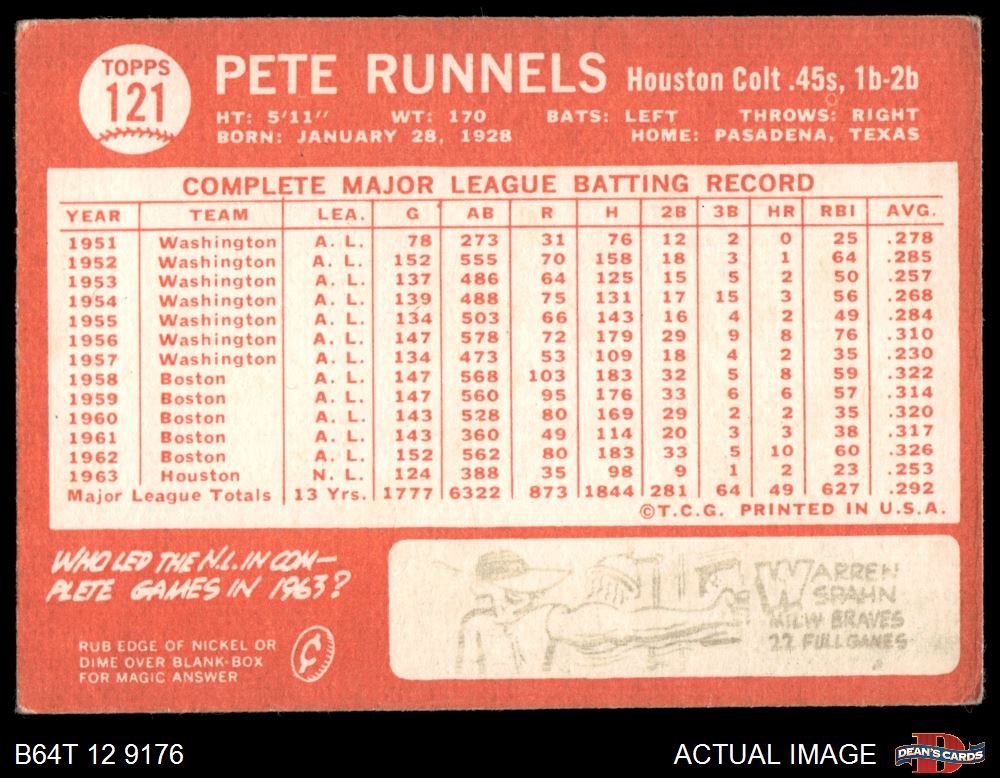 TOPPS
121
PETE RUNNELS Houston Colt .45s, 1b-2b
HT: 5'11" WT: 170 BATS: LEFT THROWS: RIGHT
BORN: JANUARY 28, 1928 HOME: PASADENA, TEXAS
COMPLETE MAJOR LEAGUE BATTING RECORD
YEAR TEAM LEA. G AB R H 2B 3B HR RBI AVG.
1951 Washington A. L. 78 273 31 76 12 2 0 25 .278
1952 Washington A. L. 152 555 70 158 18 3 1 64 .285
1953 Washington A. L. 137 486 64 125 15 5 2 50 .257
1954 Washington A. L. 139 488 75 131 17 15 3 56 .268
1955 Washington A. L. 134 503 66 143 16 4 2 49 .284
1956 Washington A. L. 147 578 72 179 29 9 8 76 .310
1957 Washington A. L. 134 473 53 109 18 4 2 35 .230
1958 Boston A. L. 147 568 103 183 32 5 8 59 .322
1959 Boston A. L. 147 560 95 176 33 6 6 57 .314
1960 Boston A. L. 143 528 80 169 29 2 2 35 .320
1961 Boston A. L. 143 360 49 114 20 3 3 38 .317
1962 Boston A. L. 152 562 80 183 33 5 10 60 .326
1963 Houston N. L. 124 388 35 98 9 1 2 23 .253
Major League Totals 13 Yrs. 1777 6322 873 1844 281 64 49 627 .292
©T.C.G. PRINTED IN U.S.A.
WHO LED THE N.L. IN COM-
PLETE GAMES IN 1963?
RUB EDGE OF NICKEL OR
DIME OVER BLANK-BOX
FOR MAGIC ANSWER
WARREN
SPAHN
MILW BRAVES
22 FULL GAMES
B64T 12 9176
ACTUAL IMAGE
DEAN'S CARDS